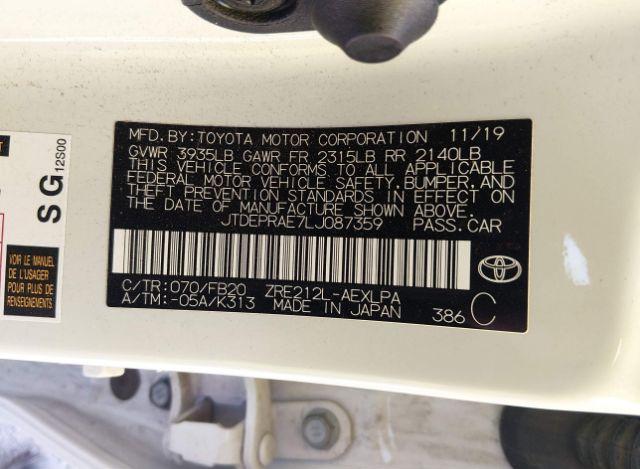 MFD. BY: TOYOTA MOTOR CORPORATION 11/19
GVWR 3935LB GAWR FR 2315LB RR 2140LB
THIS VEHICLE CONFORMS TO ALL APPLICABLE
FEDERAL MOTOR VEHICLE SAFETY, BUMPER, AND
THEFT PREVENTION STANDARDS IN EFFECT ON
THE DATE OF MANUFACTURE SHOWN ABOVE.
JTDEPRAE7LJ087359 PASS.CAR
C/TR: 070/FB20 ZRE212L-AEXLPA
A/TM: -05A/K313 MADE IN JAPAN 386 C
SG 12S00
VOIR LE MANUEL
DE L'USAGER
POUR PLUS DE
RENSEIGNEMENTS